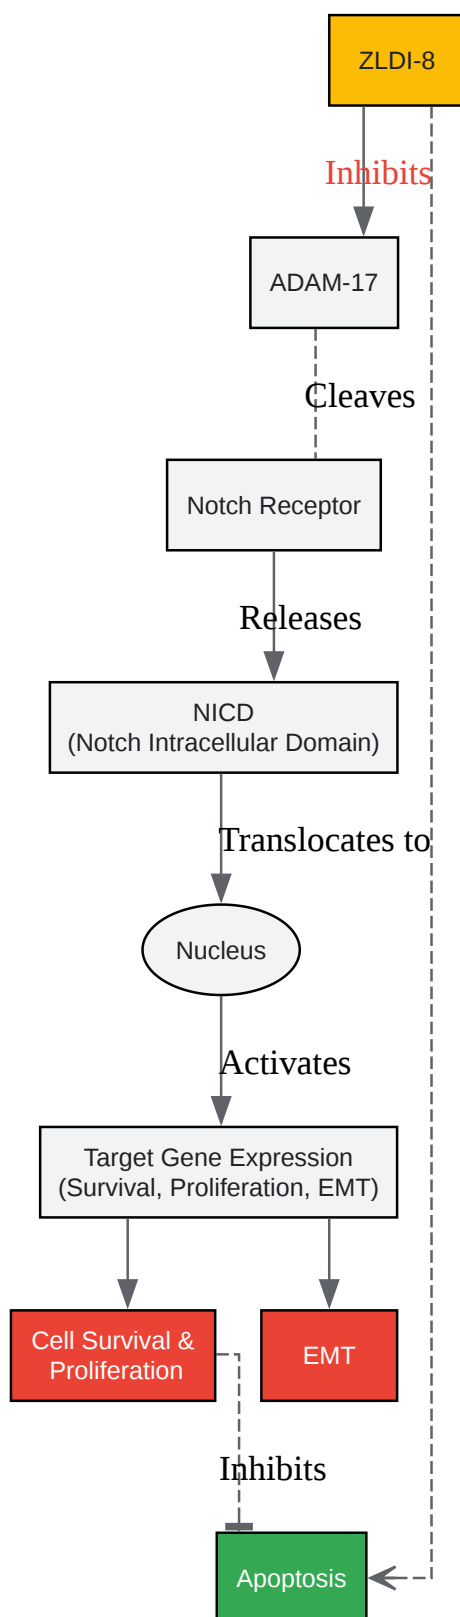 ZLDI-8
Inhibits
ADAM-17
Cleaves
Notch Receptor
Releases
NICD
(Notch Intracellular Domain)
Translocates to
Nucleus
Activates
Target Gene Expression
(Survival, Proliferation, EMT)
Cell Survival &
Proliferation
EMT
Inhibits
Apoptosis